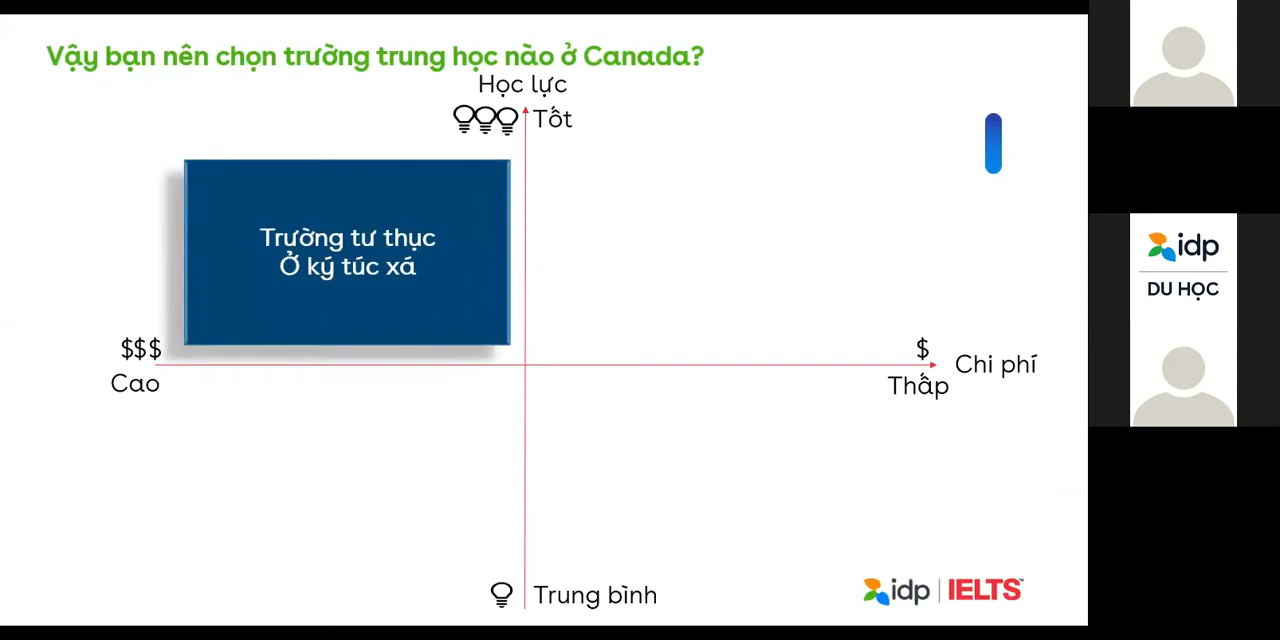 Vậy bạn nên chọn trường trung học nào ở Canada?
Học lực
Tốt
Trường tư thục
Ở ký túc xá
$$$
Cao
$
Thấp
Chi phí
Trung bình
idp | IELTS™
idp
DU HỌC